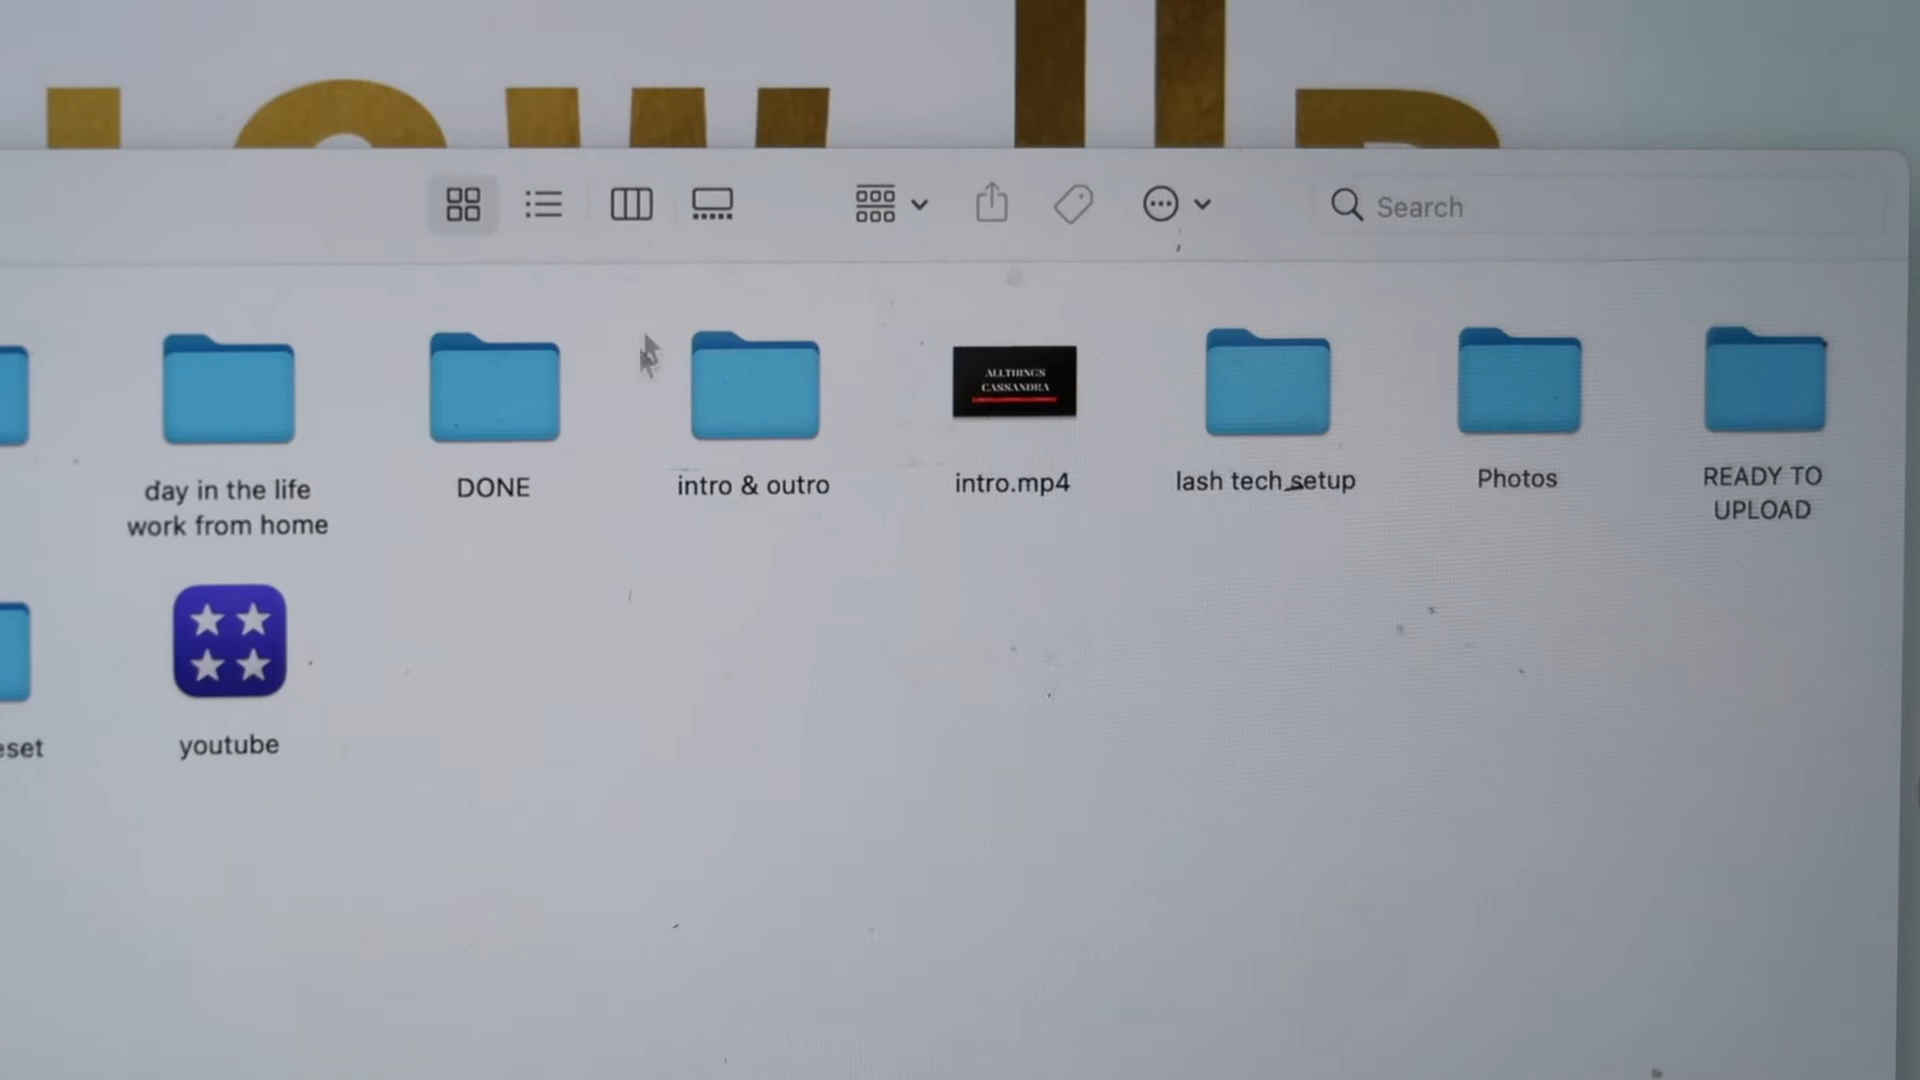 Search
ALLTHINGS
CASSANDRA
day in the life
work from home
DONE
intro & outro
intro.mp4
lash tech setup
Photos
READY TO
UPLOAD
youtube